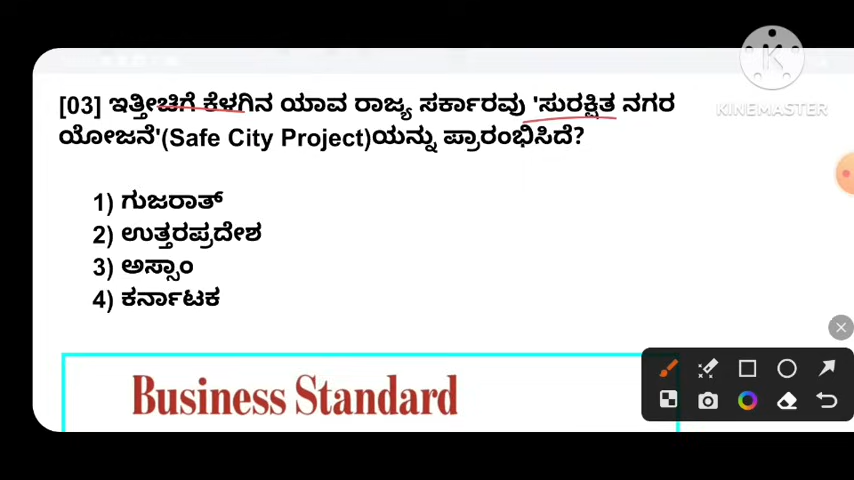 [03] ಇತ್ತೀಚಿಗೆ ಕೆಳಗಿನ ಯಾವ ರಾಜ್ಯ ಸರ್ಕಾರವು 'ಸುರಕ್ಷಿತ ನಗರ
ಯೋಜನೆ'(Safe City Project)ಯನ್ನು ಪ್ರಾರಂಭಿಸಿದೆ?
1) ಗುಜರಾತ್
2) ಉತ್ತರಪ್ರದೇಶ
3) ಅಸ್ಸಾಂ
4) ಕರ್ನಾಟಕ
Business Standard
K
KINEMASTER